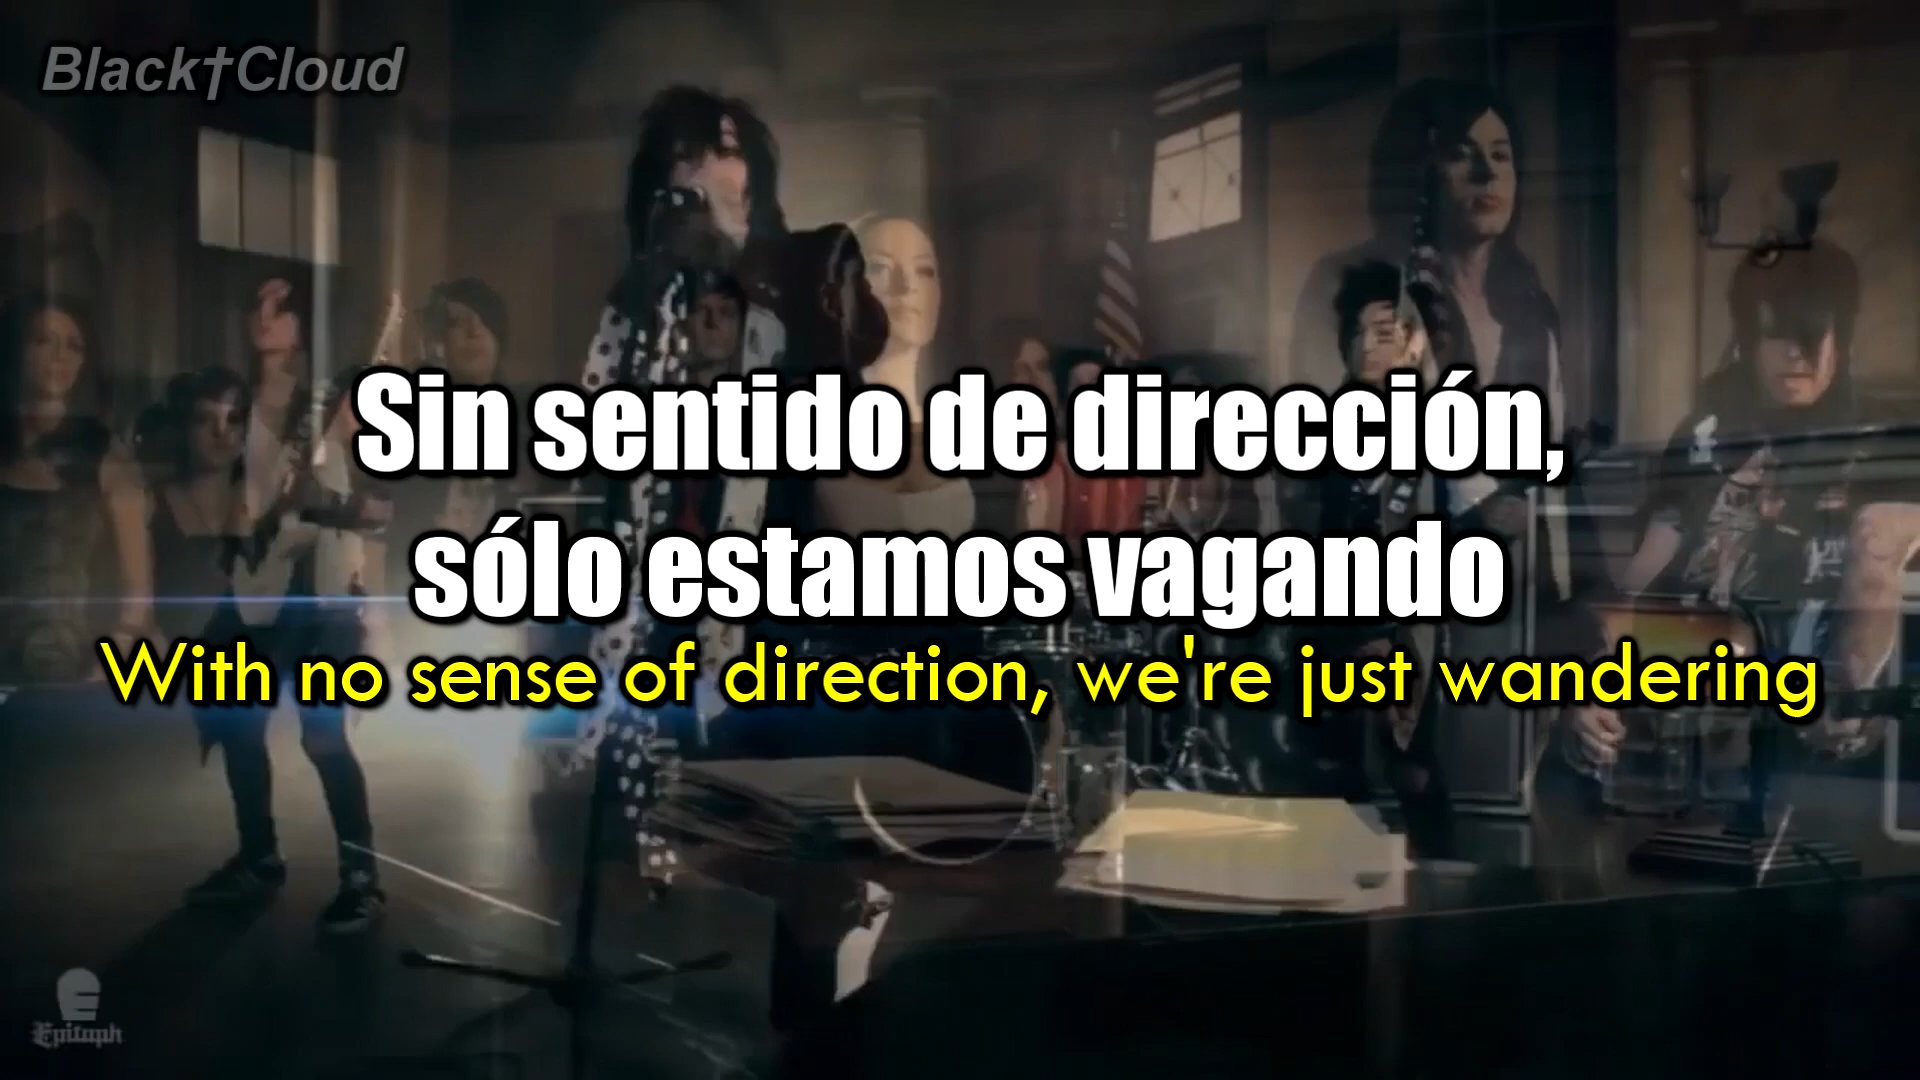 Black†Cloud
Sin sentido de dirección,
sólo estamos vagando
With no sense of direction, we're just wandering
Epitaph